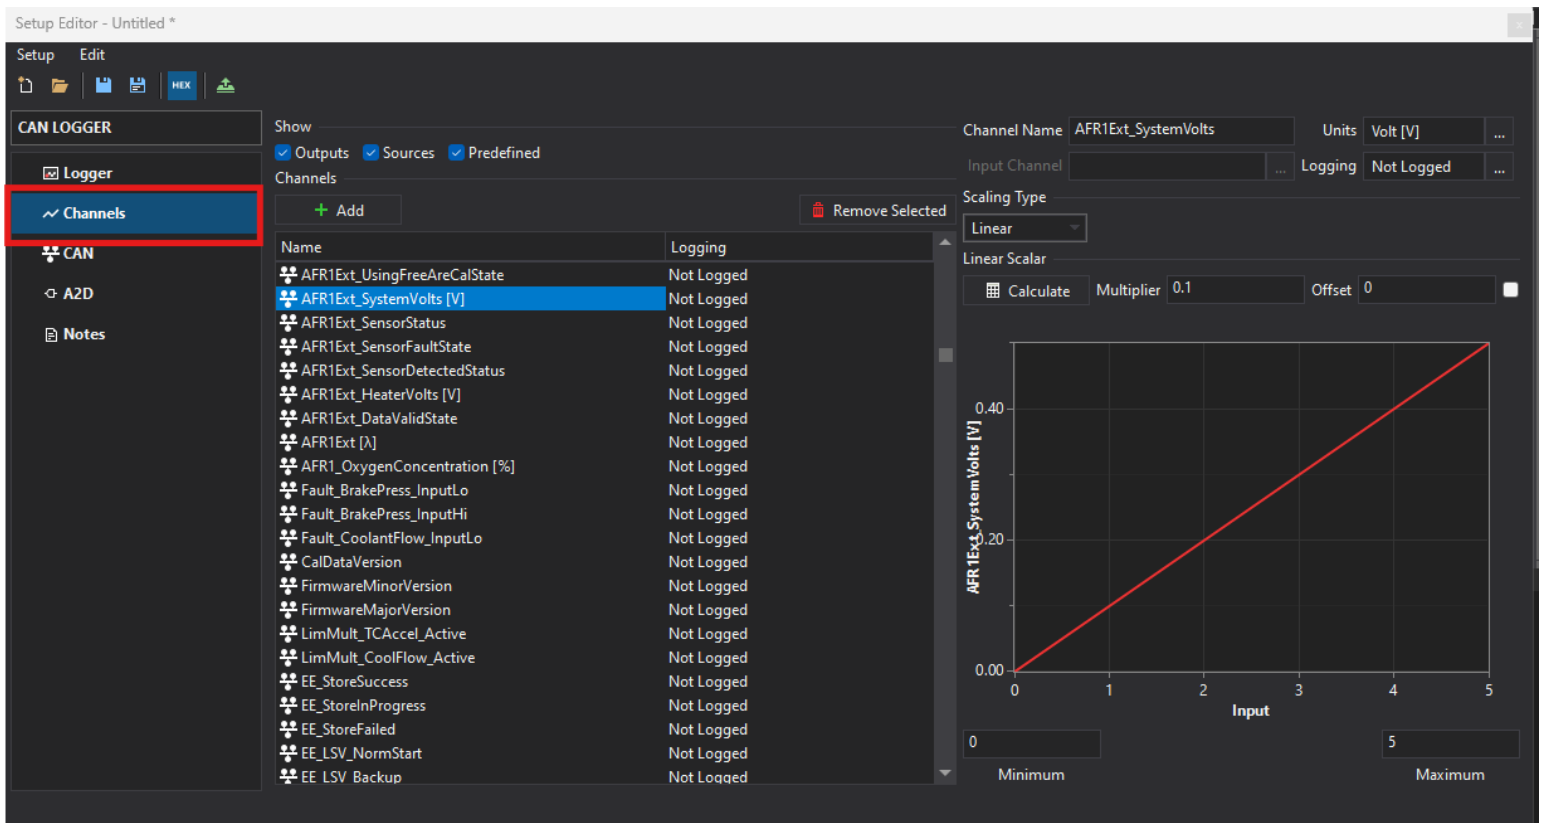 Setup Editor - Untitled *
x
Setup Edit
HEX
CAN LOGGER
Logger
Channels
CAN
A2D
Notes
Show
Outputs Sources Predefined
Channels
+ Add
Remove Selected
Name Logging
AFR1Ext_UsingFreeAreCalState Not Logged
AFR1Ext_SystemVolts [V] Not Logged
AFR1Ext_SensorStatus Not Logged
AFR1Ext_SensorFaultState Not Logged
AFR1Ext_SensorDetectedStatus Not Logged
AFR1Ext_HeaterVolts [V] Not Logged
AFR1Ext_DataValidState Not Logged
AFR1Ext [λ] Not Logged
AFR1_OxygenConcentration [%] Not Logged
Fault_BrakePress_InputLo Not Logged
Fault_BrakePress_InputHi Not Logged
Fault_CoolantFlow_InputLo Not Logged
CalDataVersion Not Logged
FirmwareMinorVersion Not Logged
FirmwareMajorVersion Not Logged
LimMult_TCAccel_Active Not Logged
LimMult_CoolFlow_Active Not Logged
EE_StoreSuccess Not Logged
EE_StoreInProgress Not Logged
EE_StoreFailed Not Logged
EE_LSV_NormStart Not Logged
EE_LSV_Backup Not Logged
Channel Name AFR1Ext_SystemVolts Units Volt [V] ...
Input Channel ... Logging Not Logged ...
Scaling Type
Linear
Linear Scalar
Calculate Multiplier 0.1 Offset 0
AFR1Ext_SystemVolts [V]
0.40
0.20
0.00
0 1 2 3 4 5
Input
0 5
Minimum Maximum